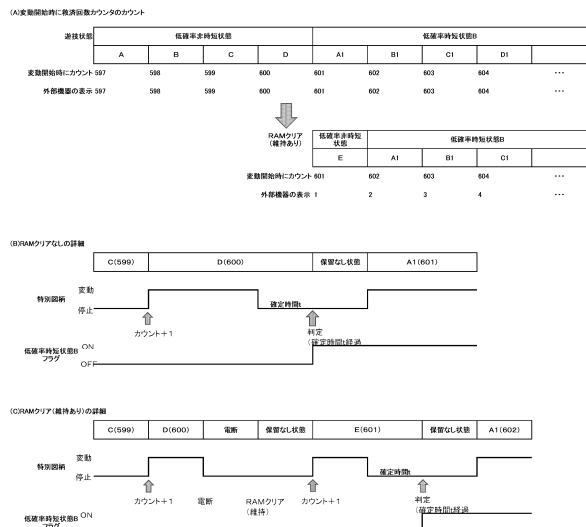 (A)変動開始時に救済回数カウンタのカウント
遊技状態 低確率非時短状態 低確率時短状態B
A B C D A1 B1 C1 D1
変動開始時にカウント 597 598 599 600 601 602 603 604 ・・・
外部機器の表示 597 598 599 600 601 602 603 604 ・・・
RAMクリア
(維持あり)
低確率非時短
状態
低確率時短状態B
E A1 B1 C1
変動開始時にカウント 601 602 603 604 ・・・
外部機器の表示 1 2 3 4 ・・・
(B)RAMクリアなしの詳細
C(599) D(600) 保留なし状態 A1(601)
特別図柄 変動
停止
確定時間t
カウント+1
判定
(確定時間t経過
低確率時短状態B
フラグ
ON
OFF
(C)RAMクリア(維持あり)の詳細
C(599) D(600) 電断 保留なし状態 E(601) 保留なし状態 A1(602)
特別図柄 変動
停止
確定時間t
カウント+1 電断 RAMクリア
(維持)
カウント+1
判定
(確定時間t経過
低確率時短状態B
フラグ
ON